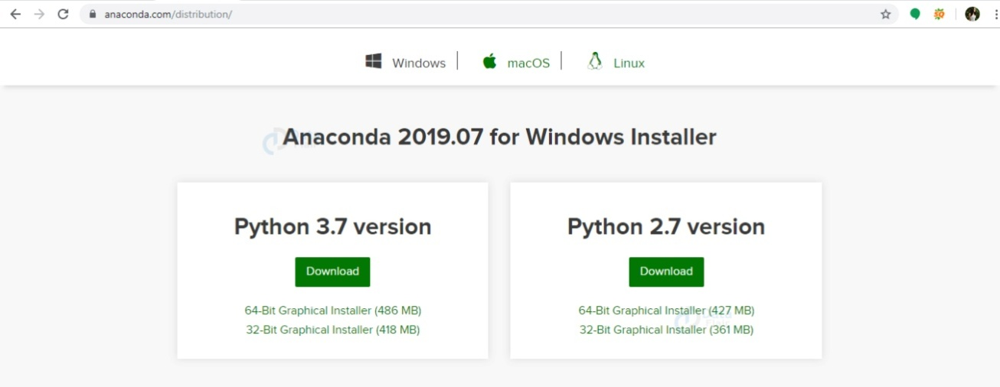 anaconda.com/distribution/
Windows | macOS | Linux
Anaconda 2019.07 for Windows Installer
Python 3.7 version
Download
64-Bit Graphical Installer (486 MB)
32-Bit Graphical Installer (418 MB)
Python 2.7 version
Download
64-Bit Graphical Installer (427 MB)
32-Bit Graphical Installer (361 MB)